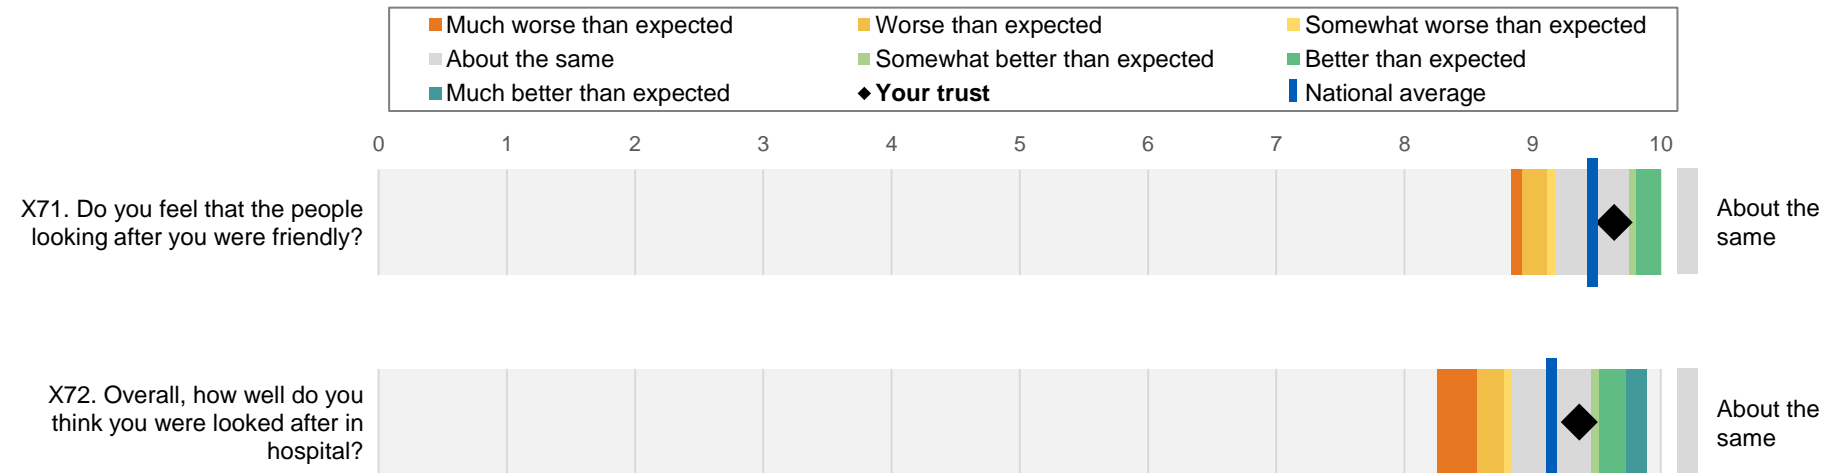 Much worse than expected
Worse than expected
Somewhat worse than expected
About the same
Somewhat better than expected
Better than expected
Much better than expected
Your trust
National average
0 1 2 3 4 5 6 7 8 9 10
X71. Do you feel that the people
looking after you were friendly?
About the
same
X72. Overall, how well do you
think you were looked after in
hospital?
About the
same